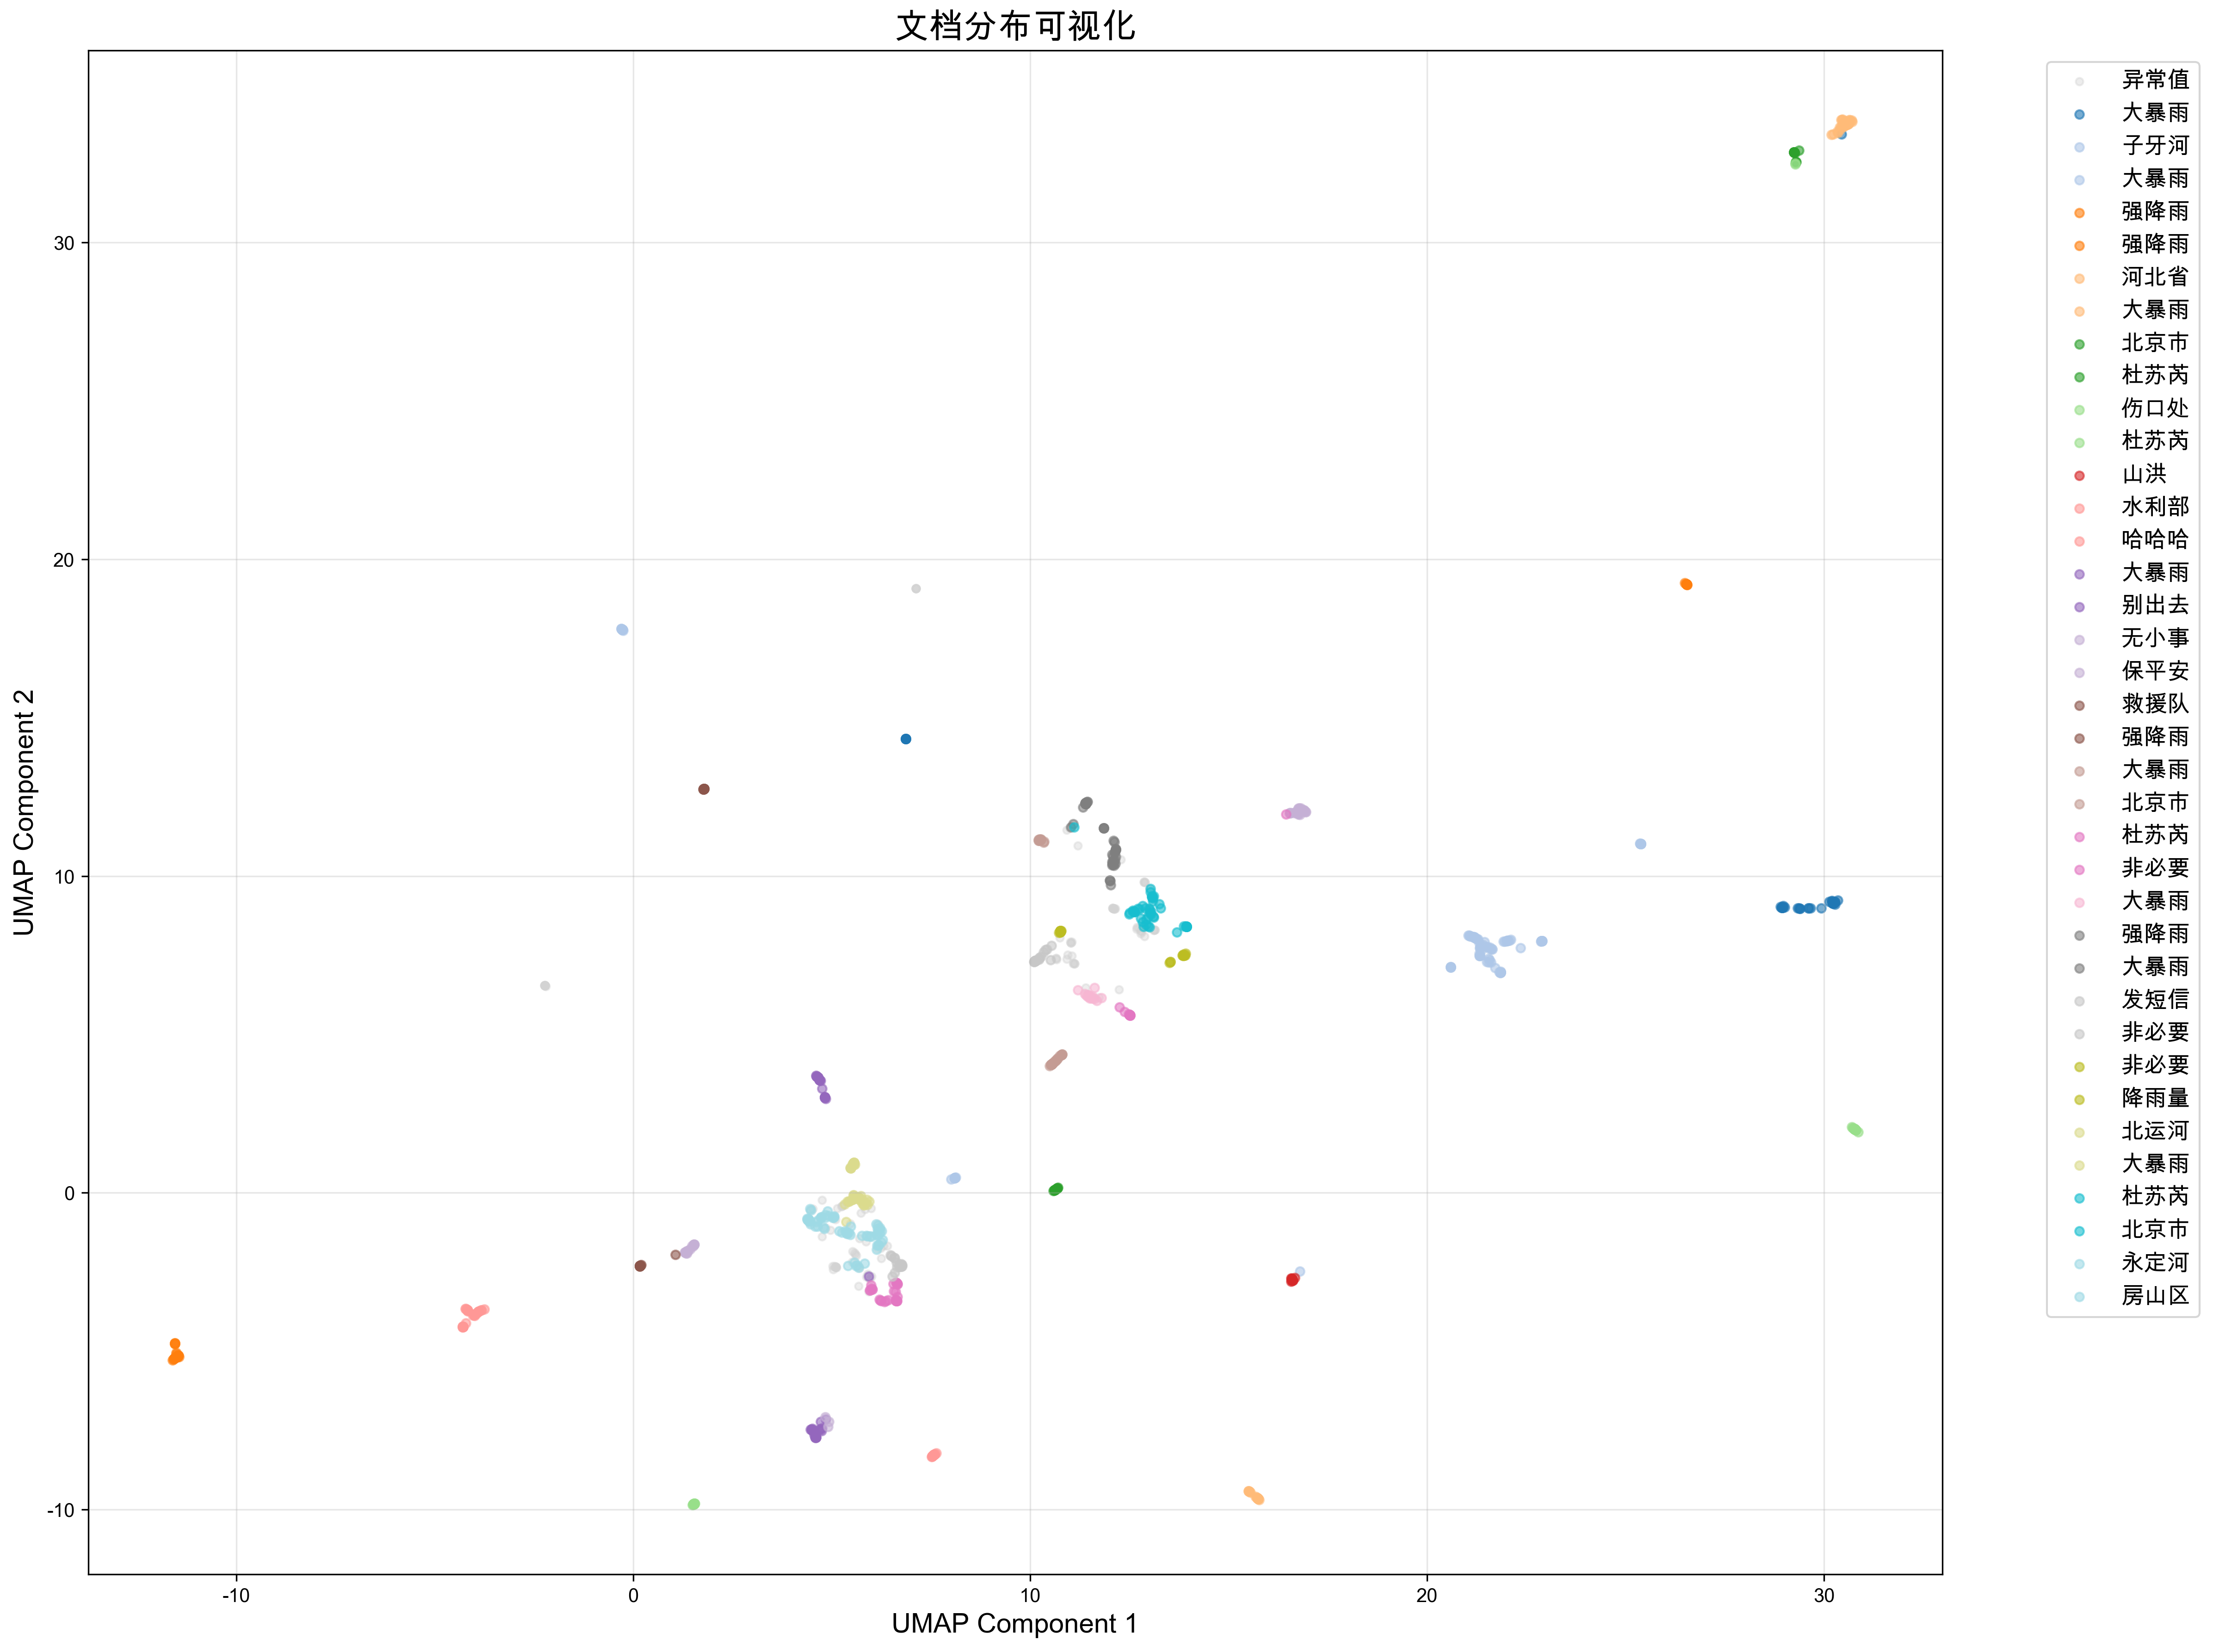 文档分布可视化
异常值
大暴雨
子牙河
大暴雨
强降雨
强降雨
河北省
大暴雨
北京市
杜苏芮
伤口处
杜苏芮
山洪
水利部
哈哈哈
大暴雨
别出去
无小事
保平安
救援队
强降雨
大暴雨
北京市
杜苏芮
非必要
大暴雨
强降雨
大暴雨
发短信
非必要
非必要
降雨量
北运河
大暴雨
杜苏芮
北京市
永定河
房山区
30
20
10
0
-10
UMAP Component 2
-10
0
10
20
30
UMAP Component 1